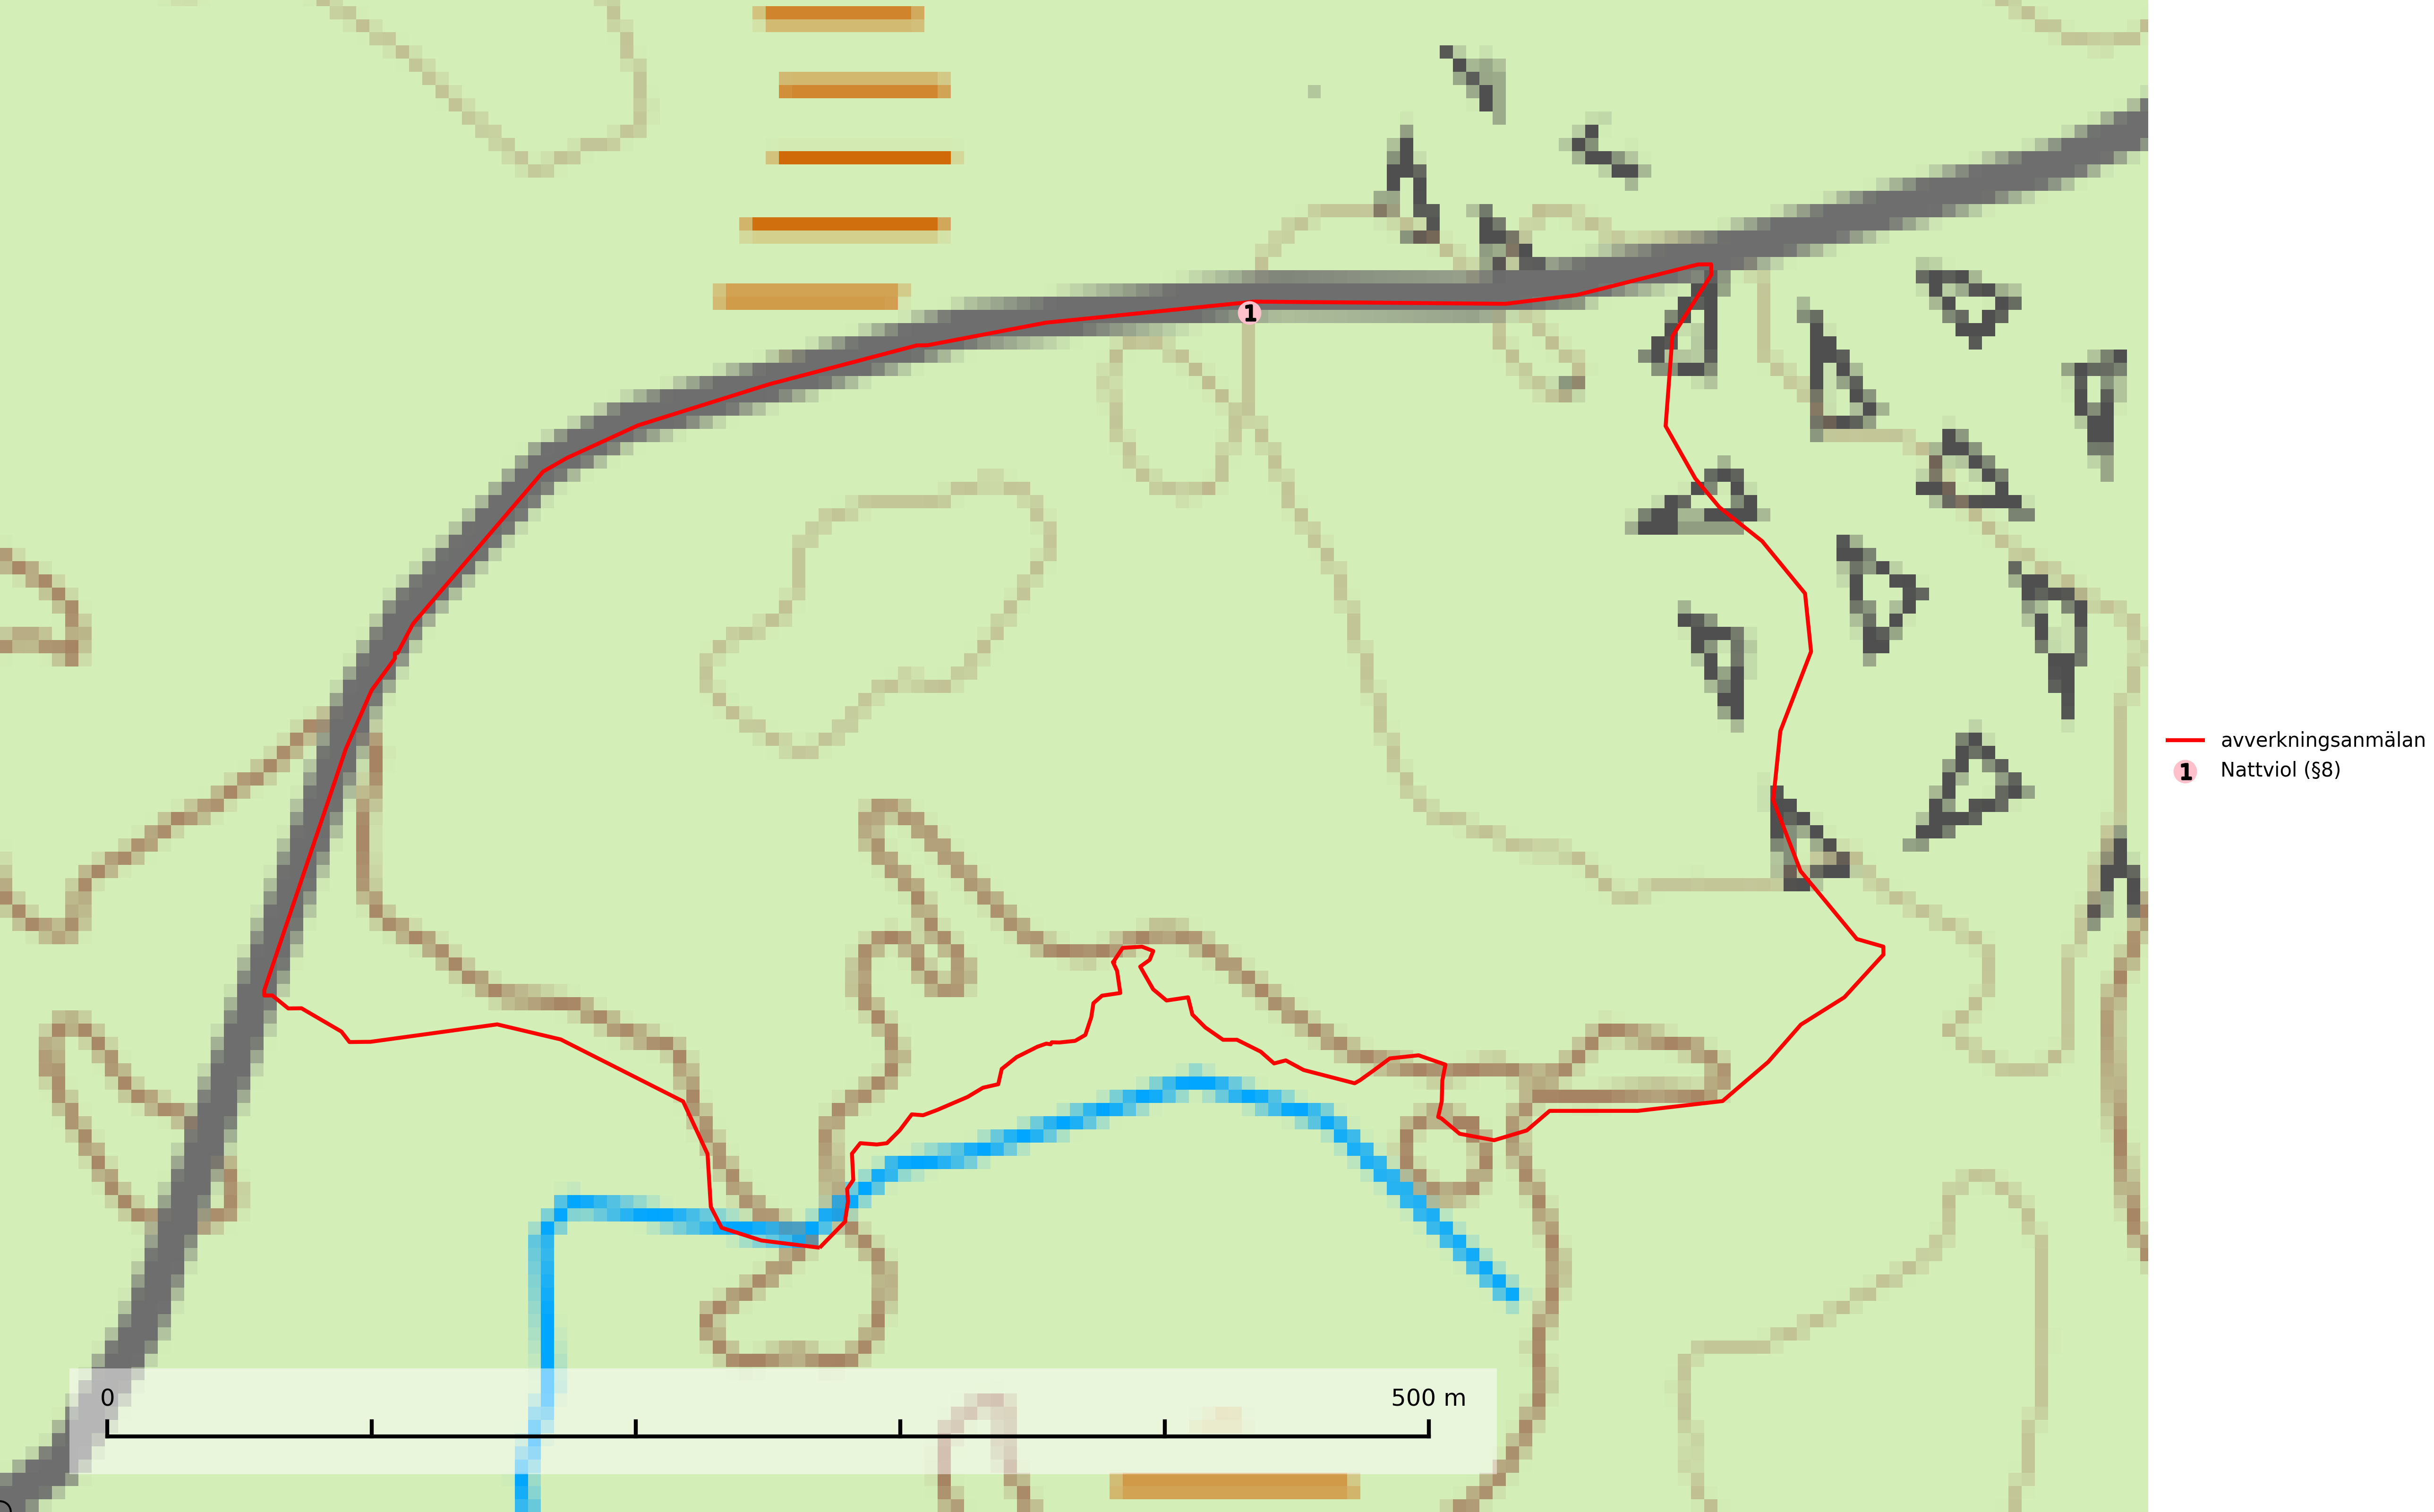 1
avverkningsanmälan
1 Nattviol (§8)
0 500 m